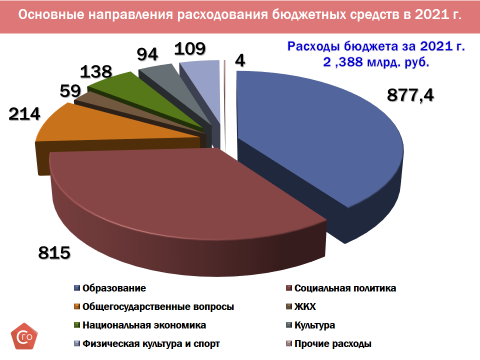 Основные направления расходования бюджетных средств в 2021 г.
Расходы бюджета за 2021 г.
2 ,388 млрд. руб.
109
94
4
138
59
877,4
214
815
Образование
Социальная политика
Общегосударственные вопросы
ЖКХ
Национальная экономика
Культура
Физическая культура и спорт
Прочие расходы
СГО